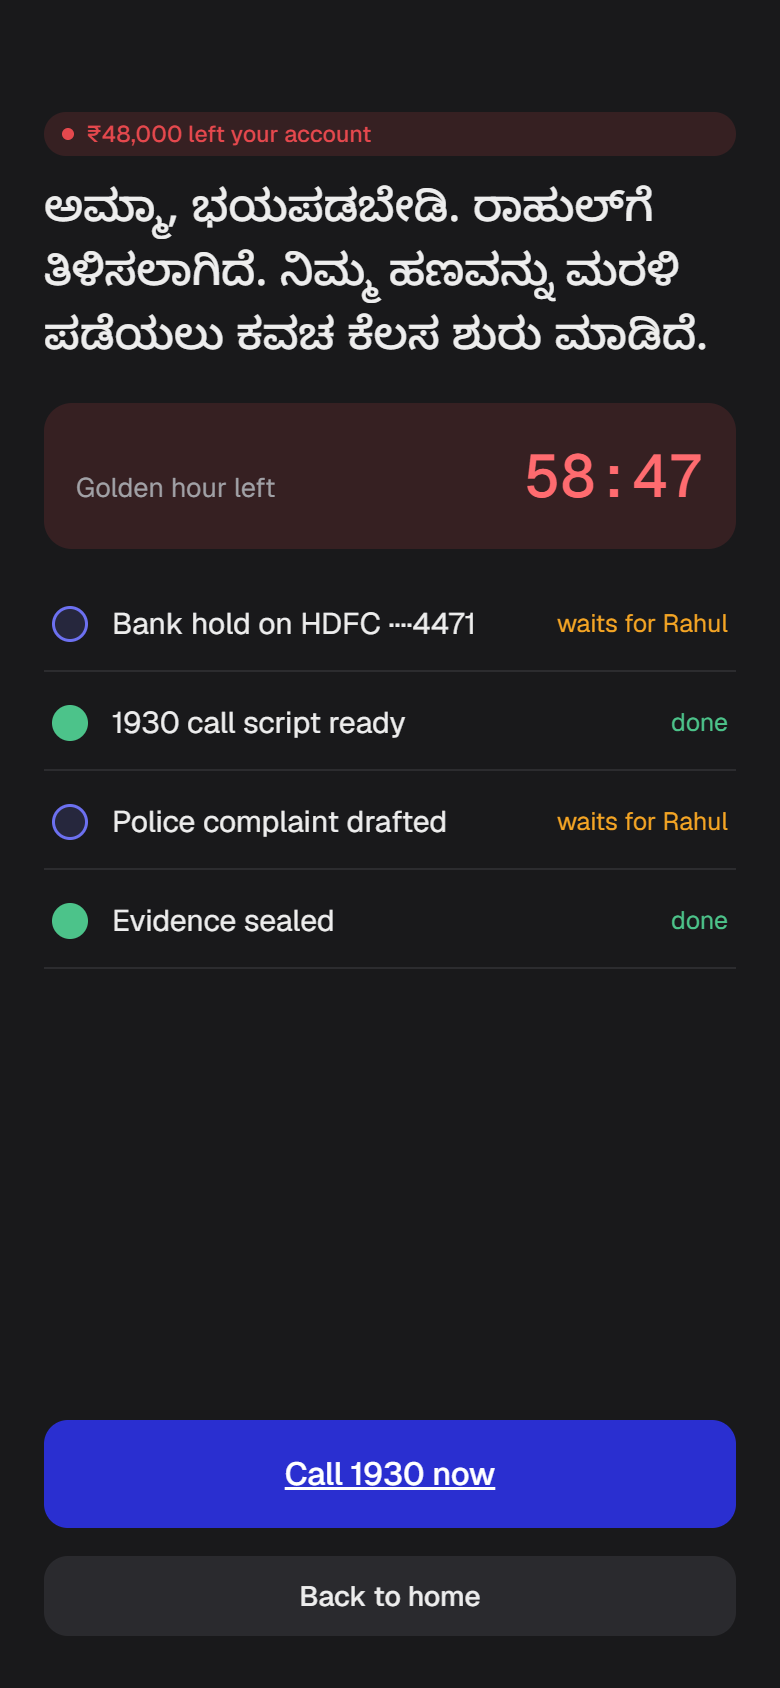 ₹48,000 left your account
ಅಮ್ಮಾ, ಭಯಪಡಬೇಡಿ. ರಾಹುಲ್‌ಗೆ
ತಿಳಿಸಲಾಗಿದೆ. ನಿಮ್ಮ ಹಣವನ್ನು ಮರಳಿ
ಪಡೆಯಲು ಕವಚ ಕೆಲಸ ಶುರು ಮಾಡಿದೆ.
Golden hour left 58:47
Bank hold on HDFC ····4471 waits for Rahul
1930 call script ready done
Police complaint drafted waits for Rahul
Evidence sealed done
Call 1930 now
Back to home